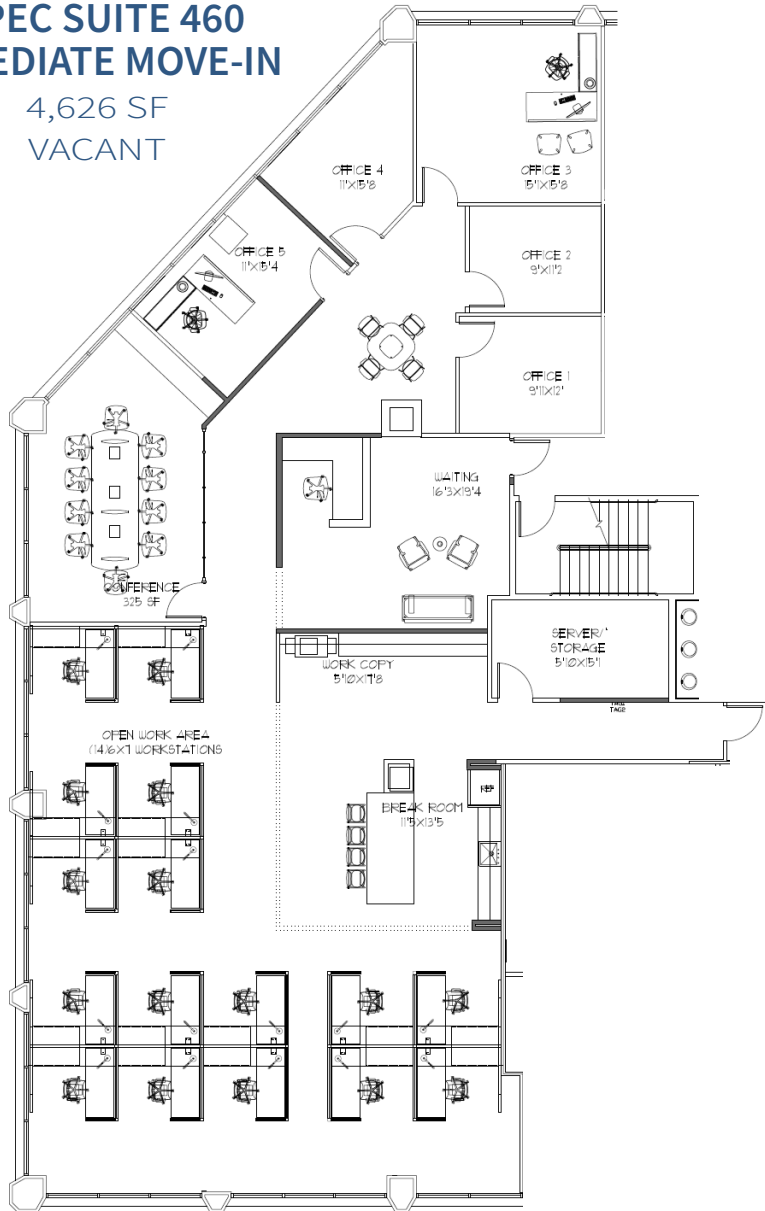 PEC SUITE 460
EDIATE MOVE-IN
4,626 SF
VACANT
OFFICE 4
11'X15'8
OFFICE 3
15'1X15'8
OFFICE 5
11'X15'4
OFFICE 2
9'X11'2
OFFICE 1
9'11X12'
WAITING
16'3X19'4
CONFERENCE
325 SF
SERVER/'
STORAGE
5'10X15'1
WORK COPY
5'10X17'8
TAG2
OPEN WORK AREA
(14)6X7 WORKSTATIONS
REF
BREAK ROOM
11'5X13'5